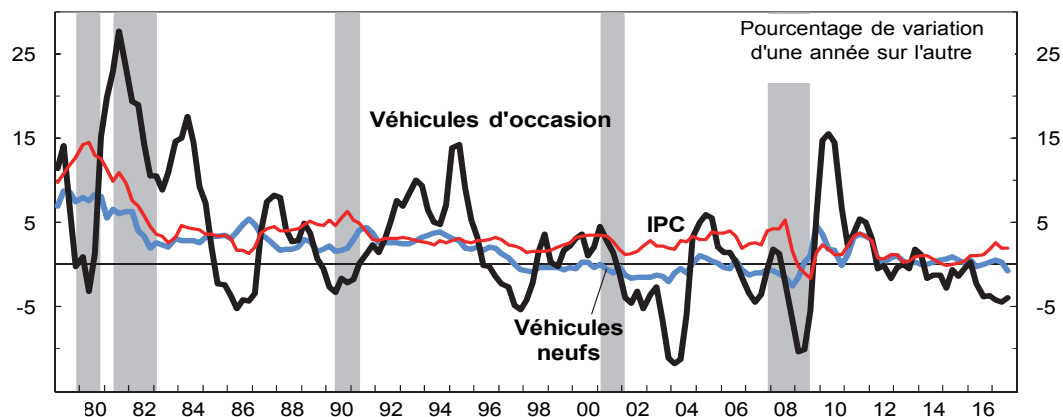 Pourcentage de variation
d'une année sur l'autre
25 25
15 15
5 5
-5 -5
Véhicules d'occasion
IPC
Véhicules
neufs
80 82 84 86 88 90 92 94 96 98 00 02 04 06 08 10 12 14 16